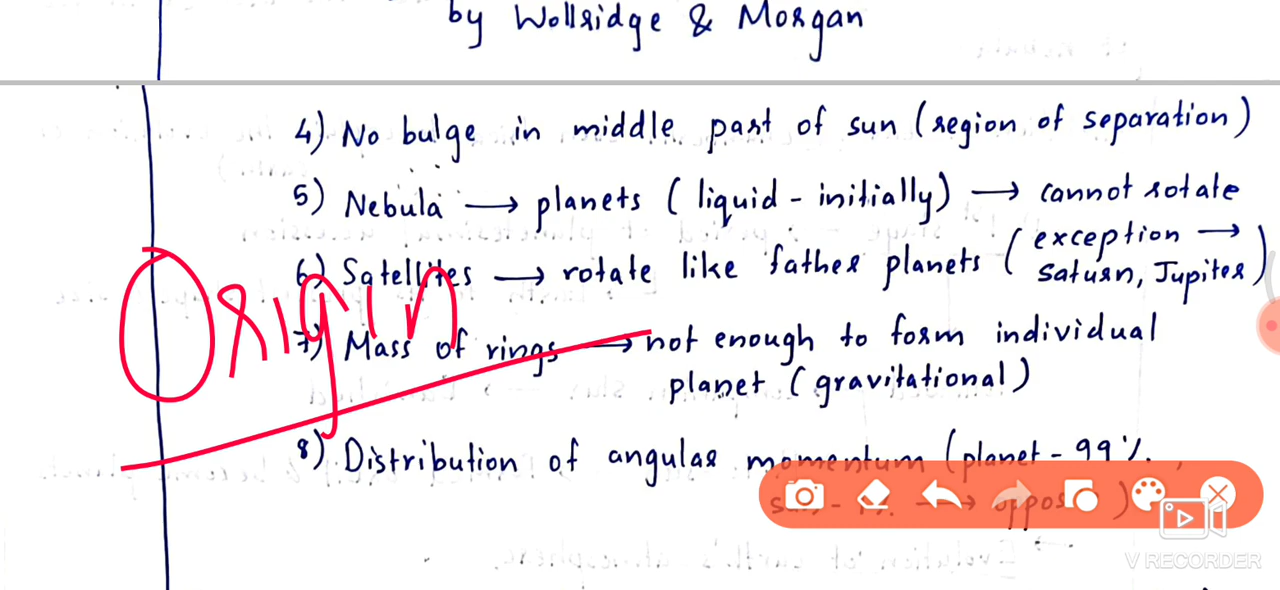 by Wollridge & Morgan
4) No bulge in middle part of sun (region of separation)
5) Nebula → planets (liquid - initially) → cannot rotate
6) Satellites → rotate like father planets (exception → Saturn, Jupiter)
Origin
7) Mass of rings → not enough to form individual
planet (gravitational)
8) Distribution of angular momentum (planet - 99%,
V RECORDER